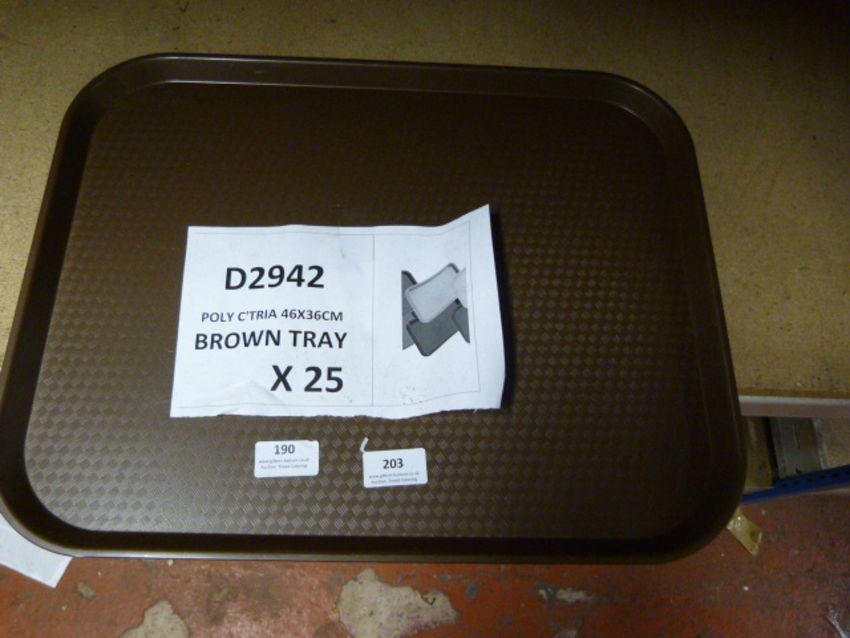 D2942
POLY C'TRIA 46X36CM
BROWN TRAY
X 25
190
203